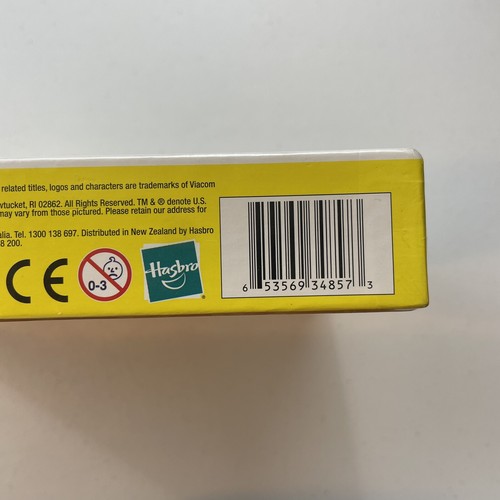 related titles, logos and characters are trademarks of Viacom
wtucket, RI 02862. All Rights Reserved. TM & ® denote U.S.
may vary from those pictured. Please retain our address for
alia. Tel. 1300 138 697. Distributed in New Zealand by Hasbro
8 200.
CE
0-3
Hasbro
®
6 53569 34857 3